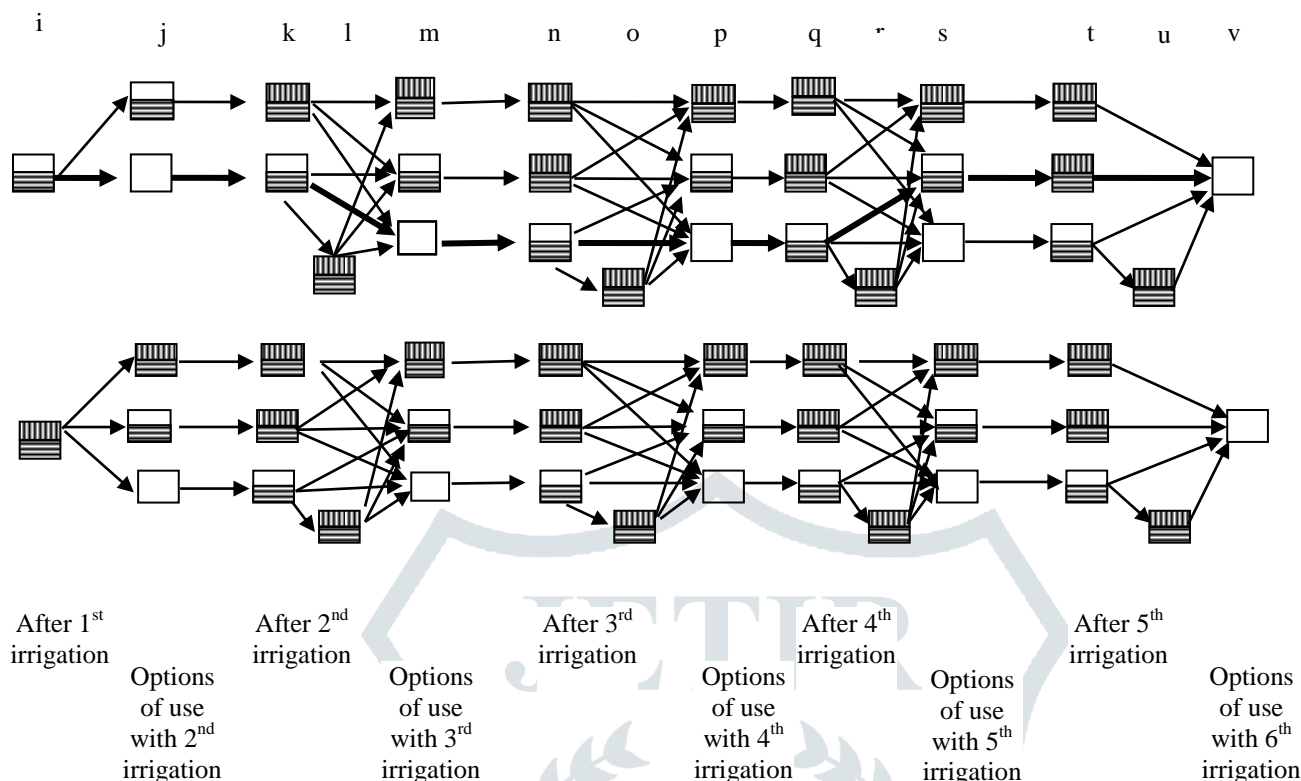 i j k l m n o p q r s t u v
After 1st irrigation
After 2nd irrigation
After 3rd irrigation
After 4th irrigation
After 5th irrigation
Options of use with 2nd irrigation
Options of use with 3rd irrigation
Options of use with 4th irrigation
Options of use with 5th irrigation
Options of use with 6th irrigation
JETIR